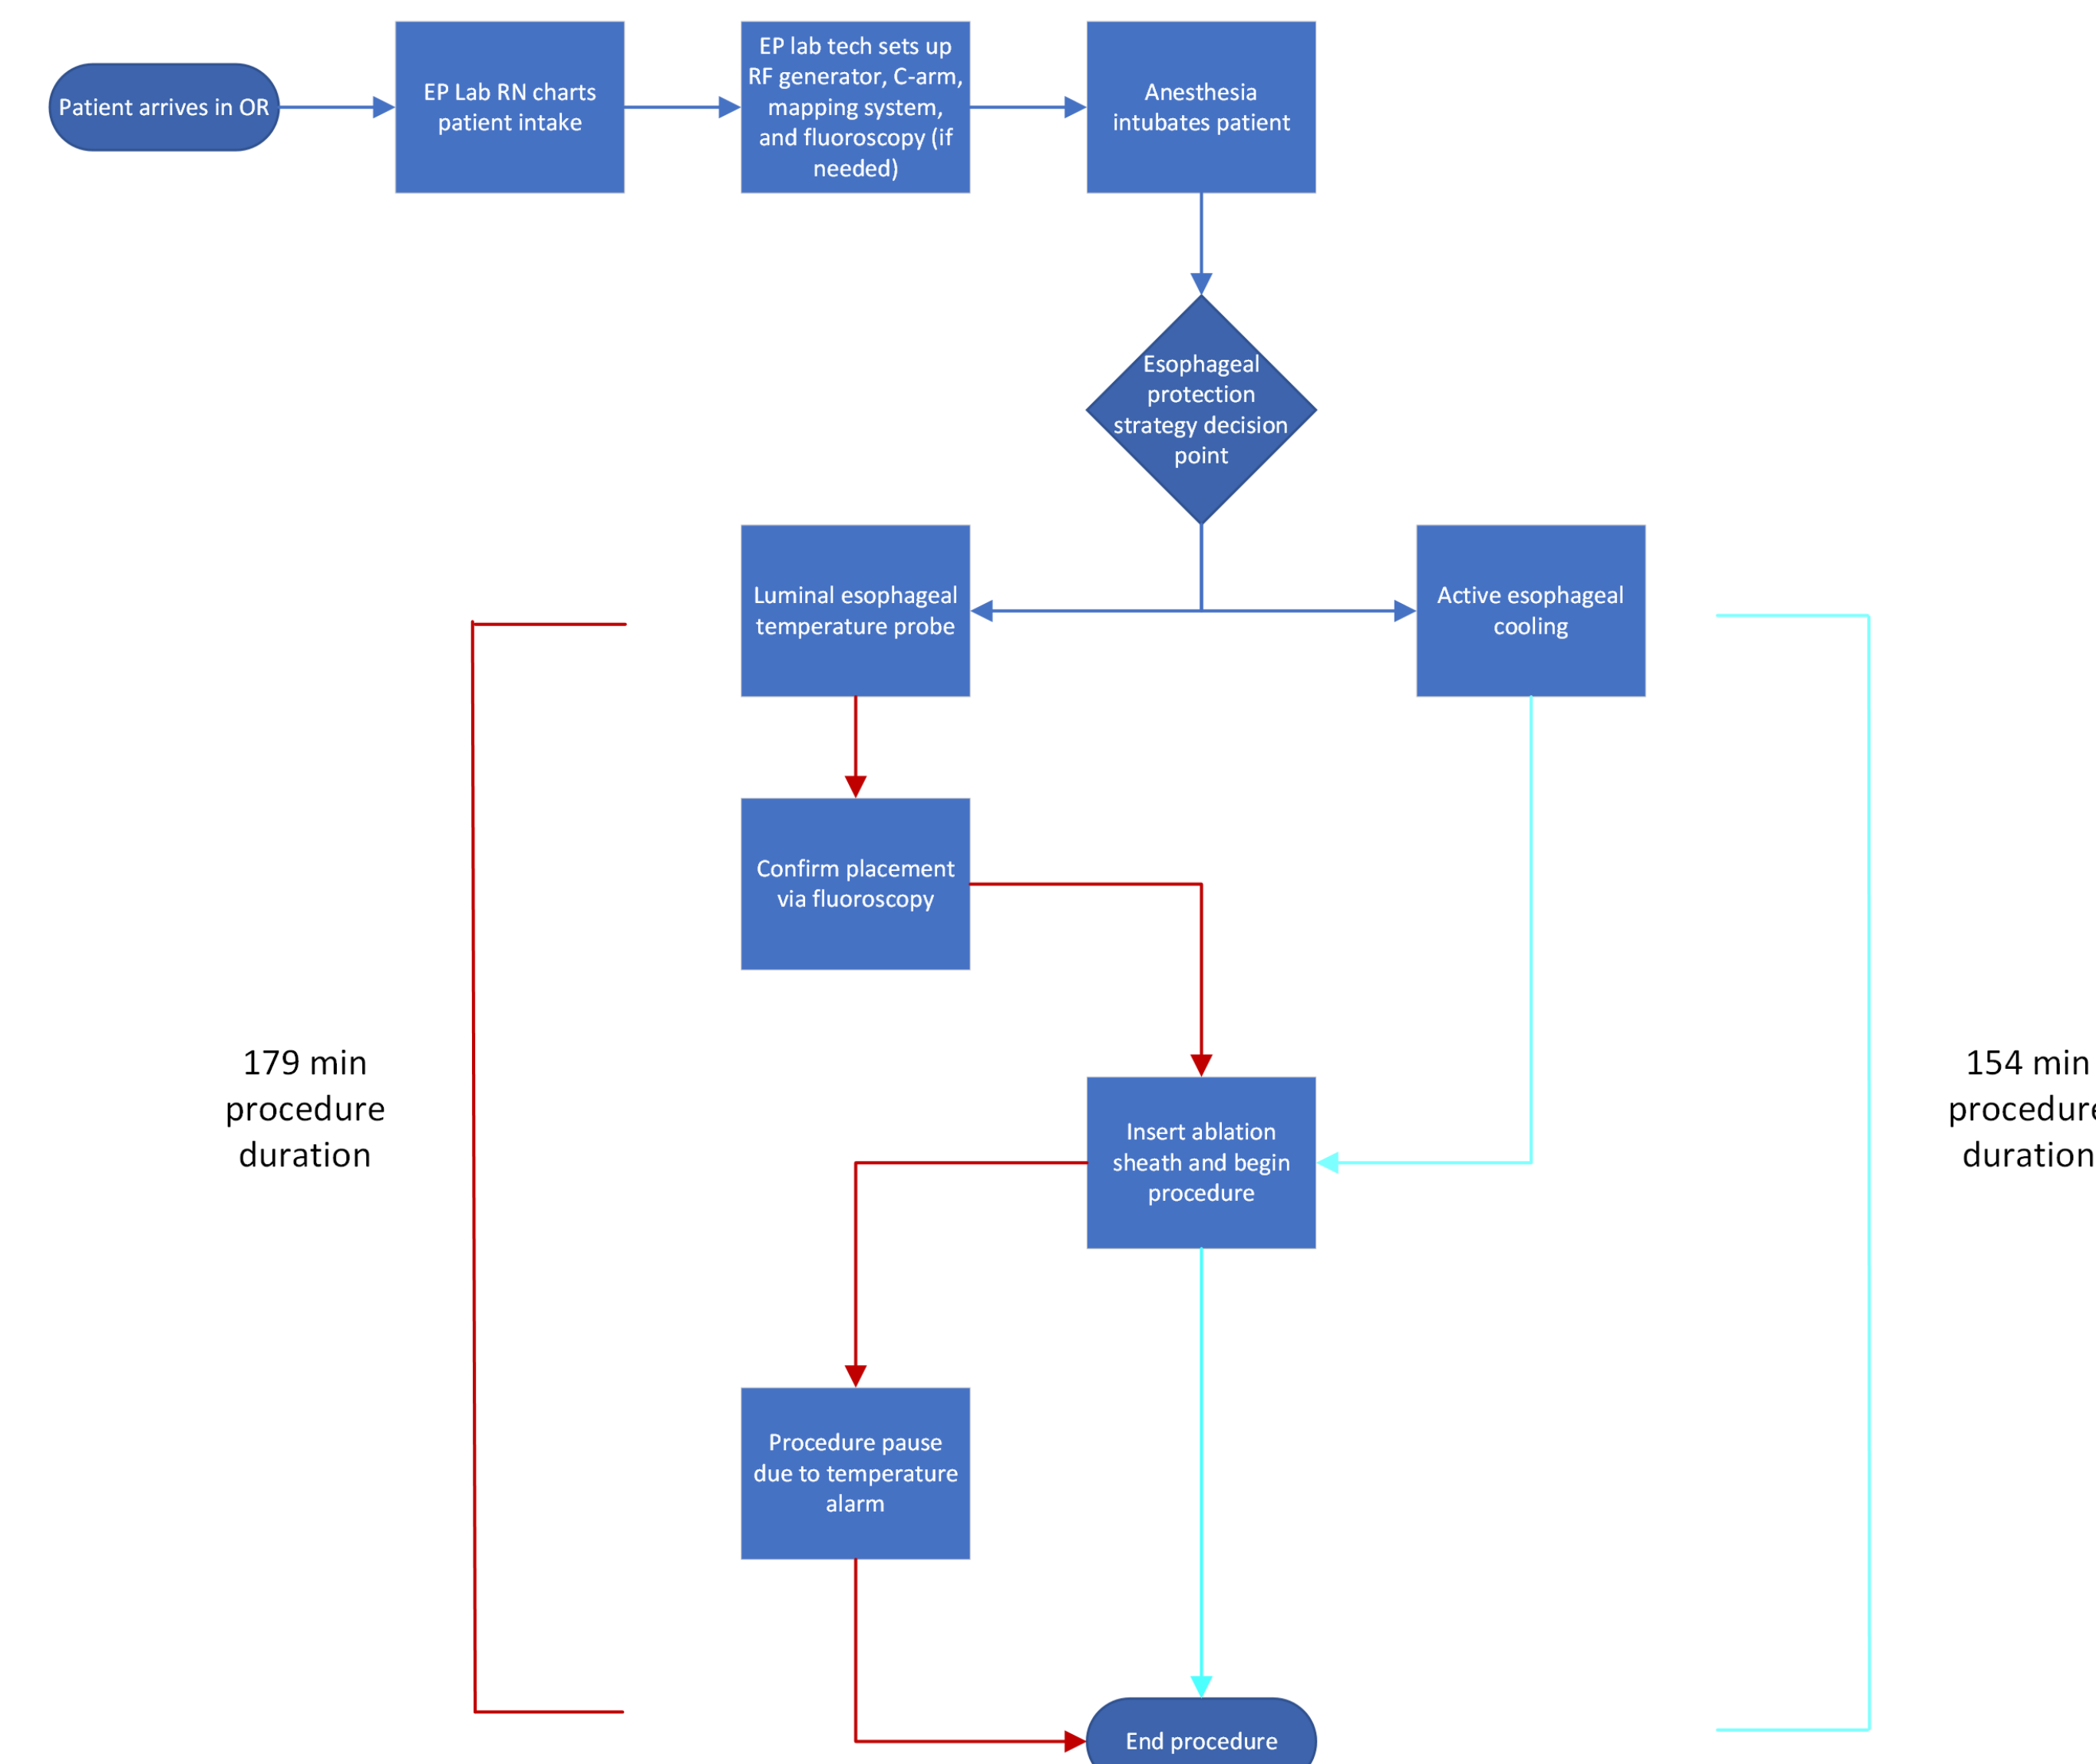 Patient arrives in OR
EP Lab RN charts
patient intake
EP lab tech sets up
RF generator, C-arm,
mapping system,
and fluoroscopy (if
needed)
Anesthesia
intubates patient
Esophageal
protection
strategy decision
point
Luminal esophageal
temperature probe
Active esophageal
cooling
Confirm placement
via fluoroscopy
179 min
procedure
duration
154 min
procedure
duration
Insert ablation
sheath and begin
procedure
Procedure pause
due to temperature
alarm
End procedure